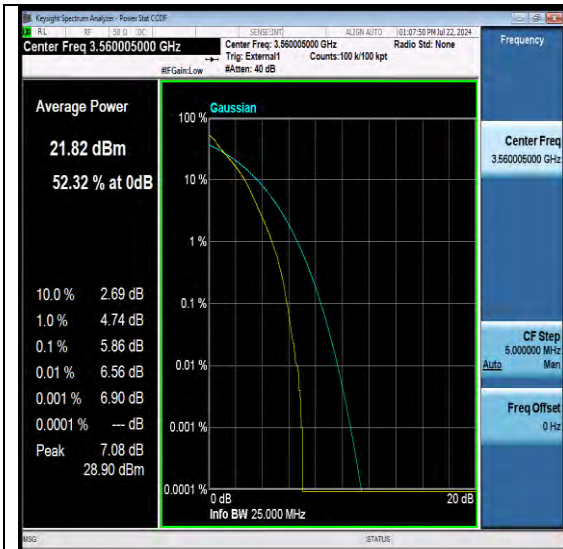 Keysight Spectrum Analyzer - Power Stat CCDF
RL RF 50 Ω DC SENSE:INT ALIGN AUTO 01:07:50 PM Jul 22, 2024
Center Freq 3.560005000 GHz
Center Freq: 3.560005000 GHz Radio Std: None
Trig: External1 Counts:100 k/100 kpt
#IFGain:Low #Atten: 40 dB
Frequency
Average Power
21.82 dBm
52.32 % at 0dB
10.0 % 2.69 dB
1.0 % 4.74 dB
0.1 % 5.86 dB
0.01 % 6.56 dB
0.001 % 6.90 dB
0.0001 % --- dB
Peak 7.08 dB
28.90 dBm
Gaussian
100 %
10 %
1 %
0.1 %
0.01 %
0.001 %
0.0001 %
0 dB 20 dB
Info BW 25.000 MHz
Center Freq
3.560005000 GHz
CF Step
5.000000 MHz
Auto Man
Freq Offset
0 Hz
MSG STATUS